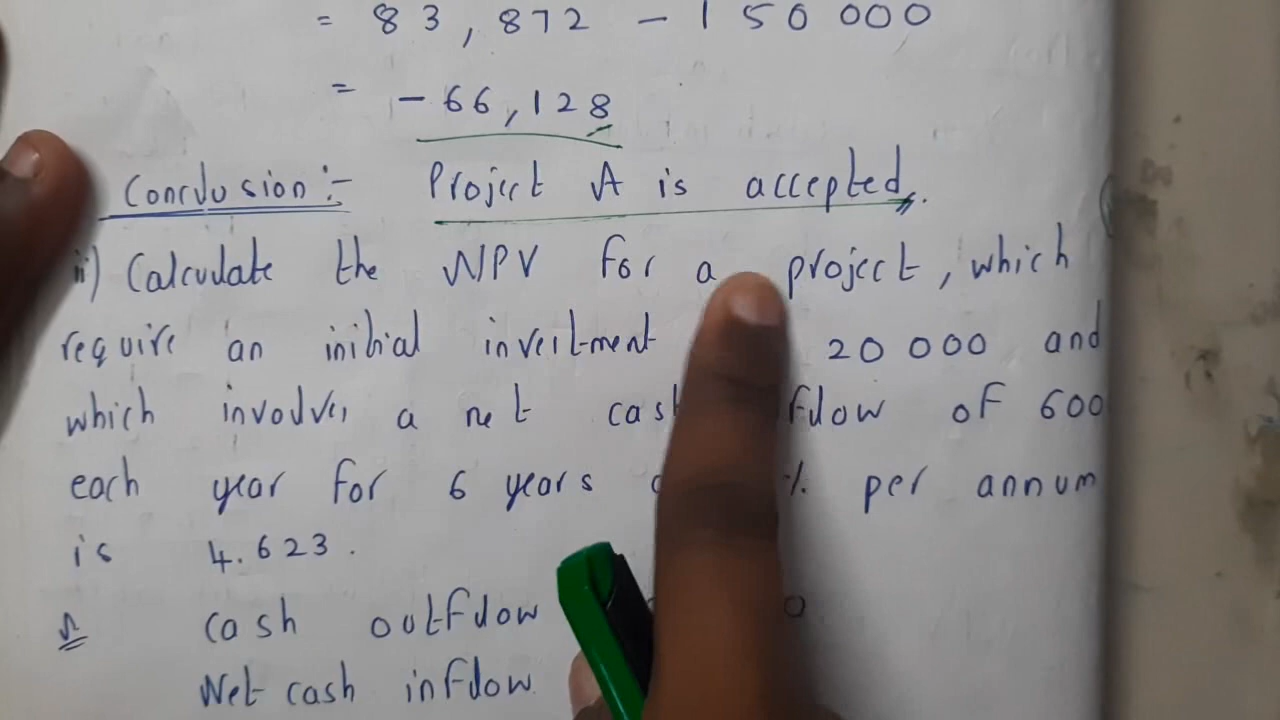 = 83,872 - 150 000
= -66,128
Conclusion :- Project A is accepted.
ii) Calculate the NPV for a project, which
require an initial investment 20 000 and
which involves a net cash flow of 600
each year for 6 years % per annum
is 4.623.
Cash outflow
Net cash inflow